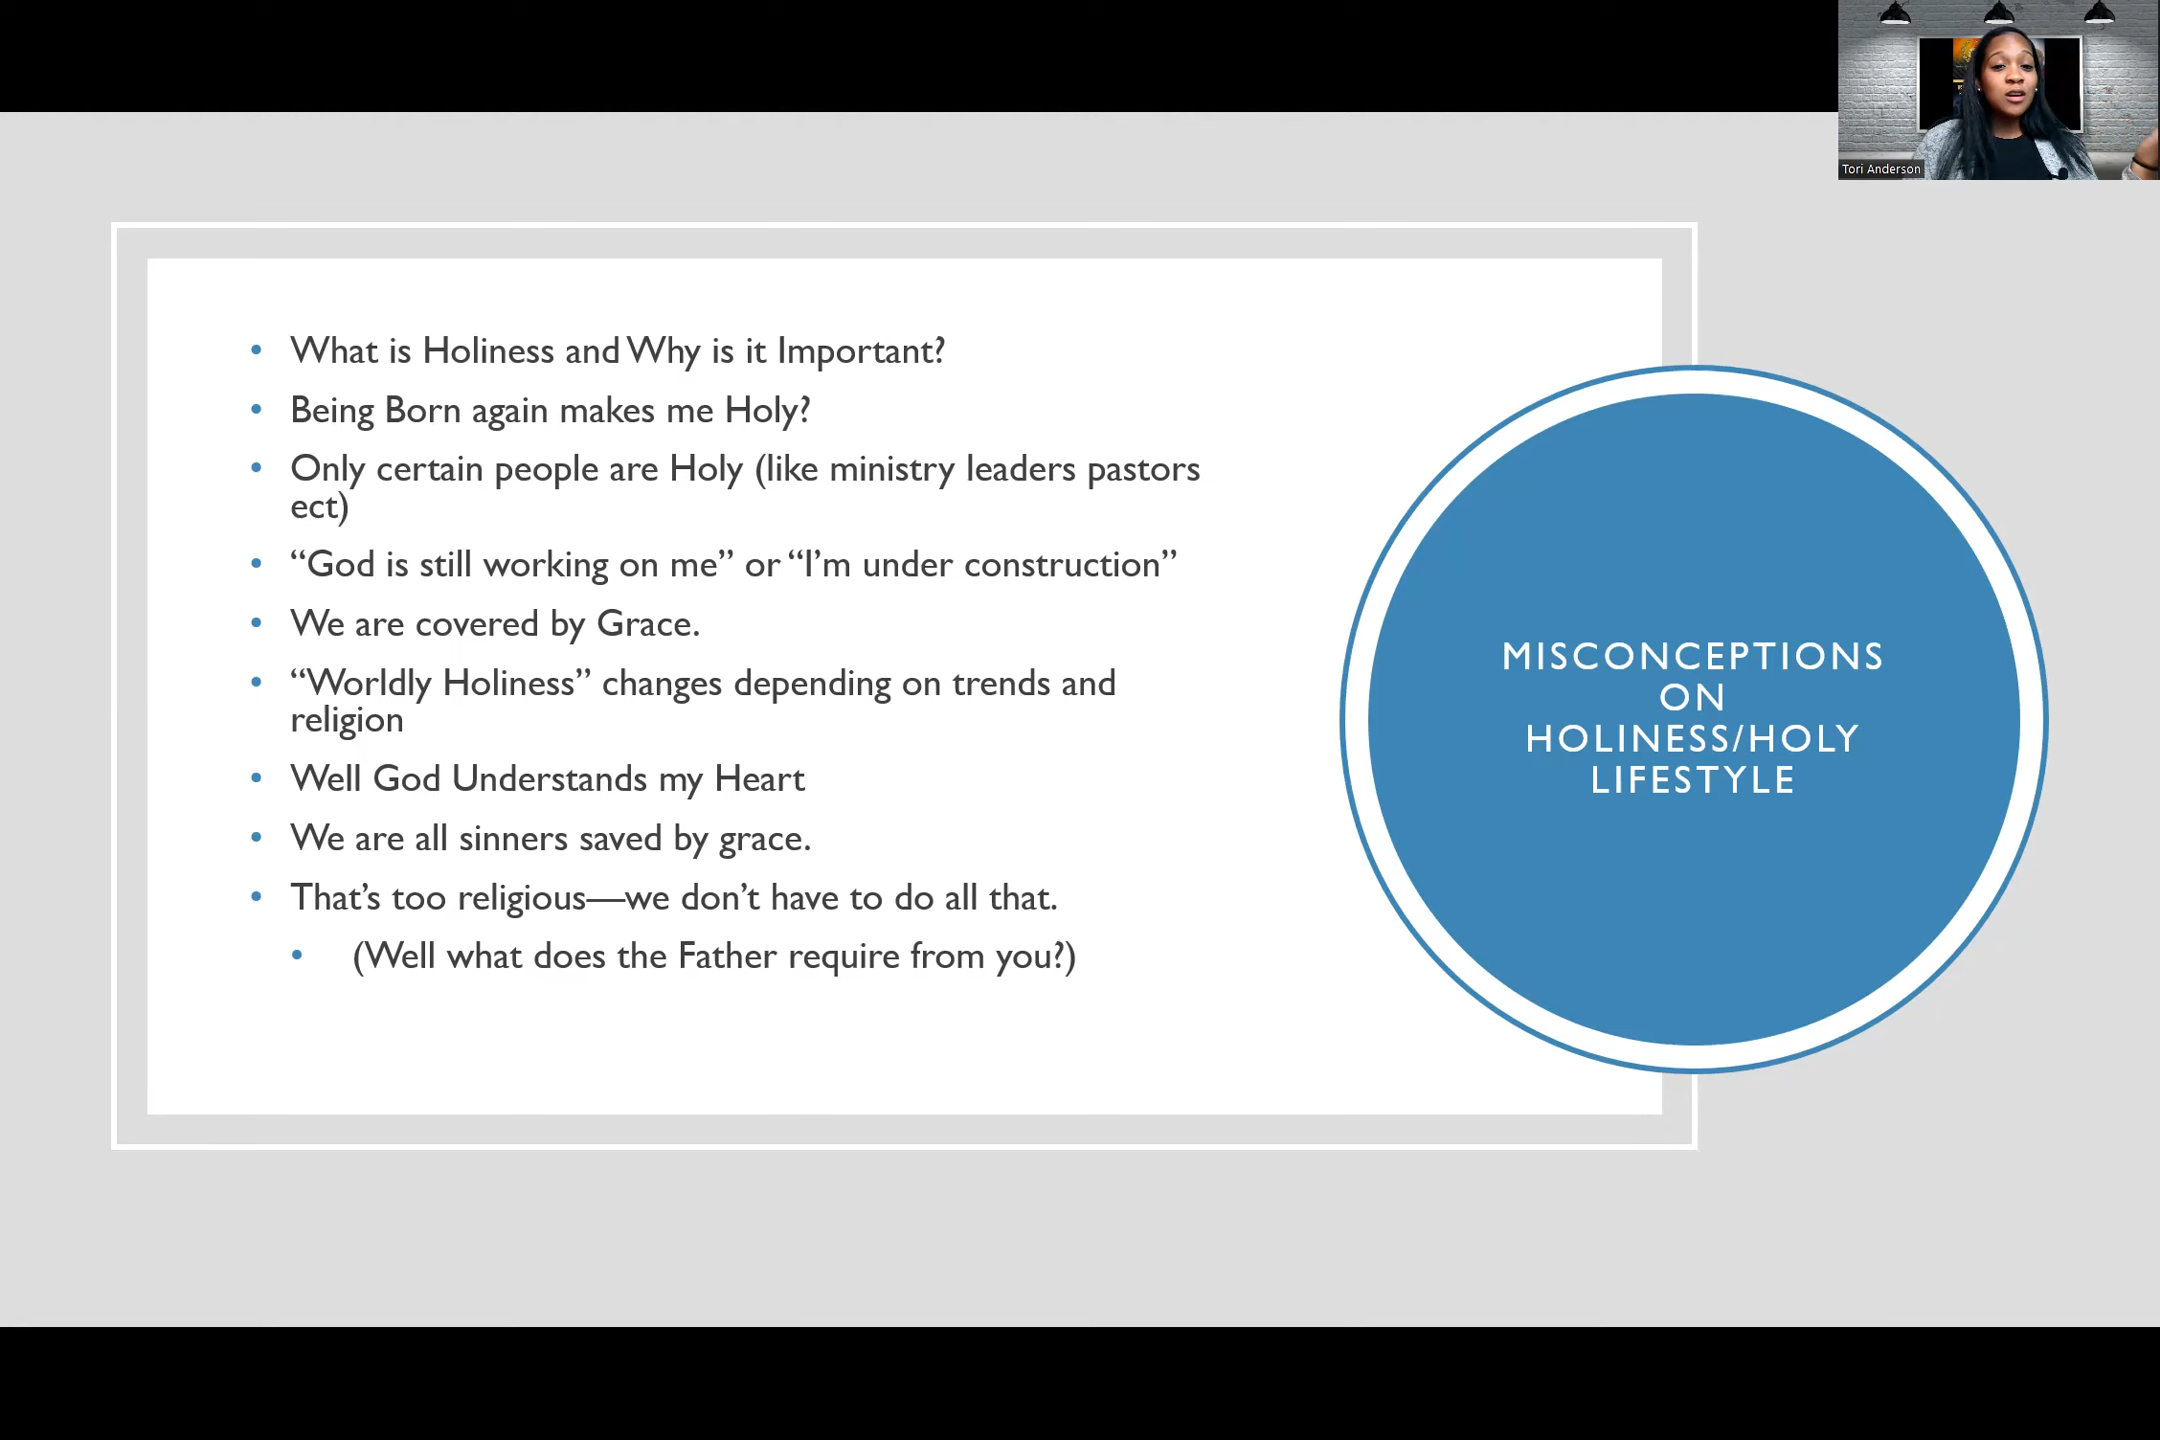 Tori Anderson
• What is Holiness and Why is it Important?
• Being Born again makes me Holy?
• Only certain people are Holy (like ministry leaders pastors
ect)
• “God is still working on me” or “I’m under construction”
• We are covered by Grace.
• “Worldly Holiness” changes depending on trends and
religion
• Well God Understands my Heart
• We are all sinners saved by grace.
• That’s too religious—we don’t have to do all that.
• (Well what does the Father require from you?)
MISCONCEPTIONS
ON
HOLINESS/HOLY
LIFESTYLE